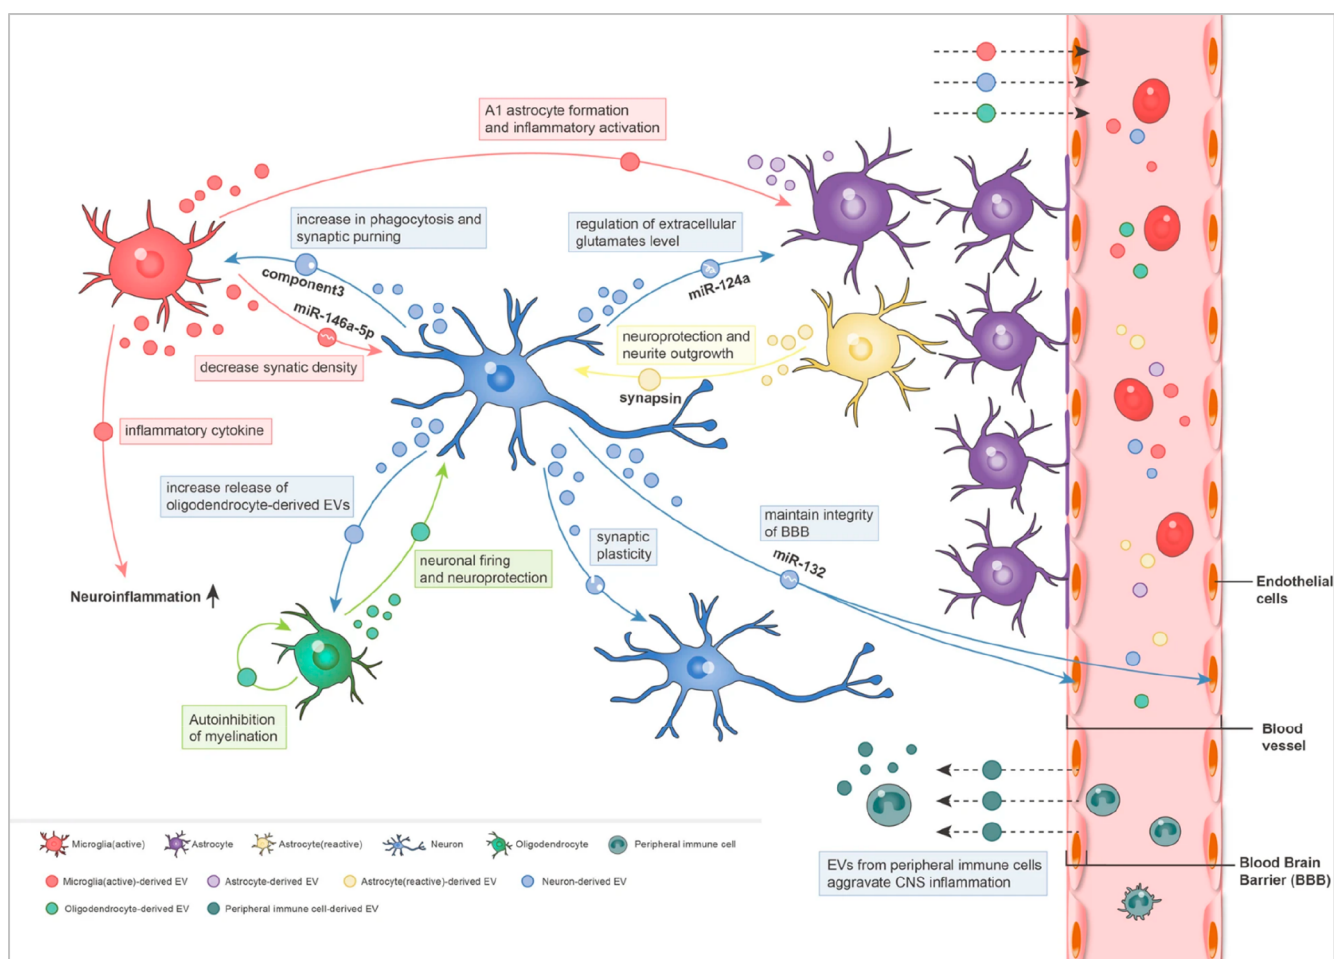 A1 astrocyte formation
and inflammatory activation
increase in phagocytosis and
synaptic purning
regulation of extracellular
glutamates level
component3
miR-124a
miR-146a-5p
decrease synatic density
neuroprotection and
neurite outgrowth
synapsin
inflammatory cytokine
increase release of
oligodendrocyte-derived EVs
neuronal firing
and neuroprotection
synaptic
plasticity
maintain integrity
of BBB
miR-132
Neuroinflammation
Autoinhibition
of myelination
Endothelial
cells
Blood
vessel
EVs from peripheral immune cells
aggravate CNS inflammation
Blood Brain
Barrier (BBB)
Microglia(active)
Astrocyte
Astrocyte(reactive)
Neuron
Oligodendrocyte
Peripheral immune cell
Microglia(active)-derived EV
Astrocyte-derived EV
Astrocyte(reactive)-derived EV
Neuron-derived EV
Oligodendrocyte-derived EV
Peripheral immune cell-derived EV